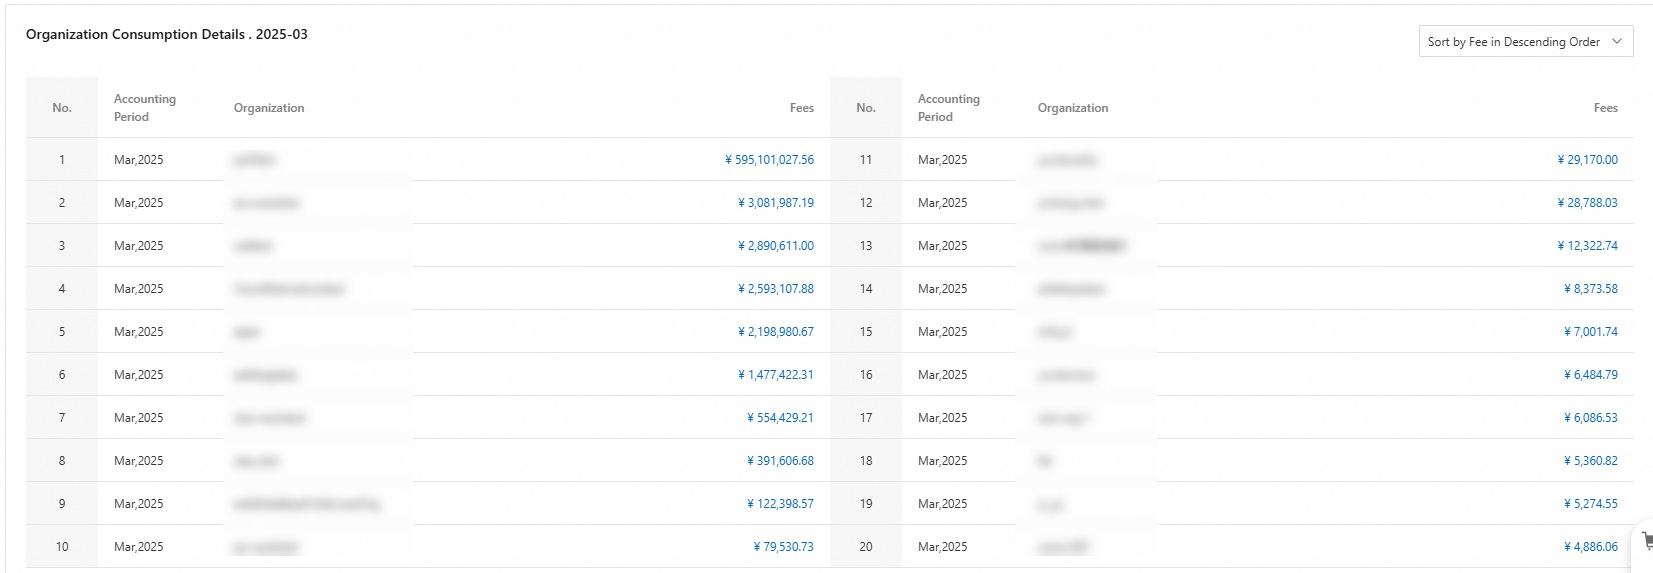 Organization Consumption Details . 2025-03
Sort by Fee in Descending Order
No. Accounting Period Organization Fees No. Accounting Period Organization Fees
1 Mar,2025 ¥ 595,101,027.56 11 Mar,2025 ¥ 29,170.00
2 Mar,2025 ¥ 3,081,987.19 12 Mar,2025 ¥ 28,788.03
3 Mar,2025 ¥ 2,890,611.00 13 Mar,2025 ¥ 12,322.74
4 Mar,2025 ¥ 2,593,107.88 14 Mar,2025 ¥ 8,373.58
5 Mar,2025 ¥ 2,198,980.67 15 Mar,2025 ¥ 7,001.74
6 Mar,2025 ¥ 1,477,422.31 16 Mar,2025 ¥ 6,484.79
7 Mar,2025 ¥ 554,429.21 17 Mar,2025 ¥ 6,086.53
8 Mar,2025 ¥ 391,606.68 18 Mar,2025 ¥ 5,360.82
9 Mar,2025 ¥ 122,398.57 19 Mar,2025 ¥ 5,274.55
10 Mar,2025 ¥ 79,530.73 20 Mar,2025 ¥ 4,886.06